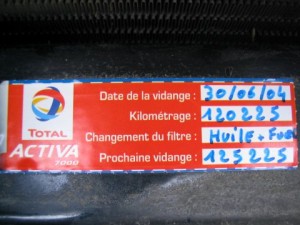 Date de la vidange : 30/06/04
Kilométrage : 120225
Changement du filtre : HUILE +
Prochaine vidange : 125225
TOTAL
ACTIVA
7000